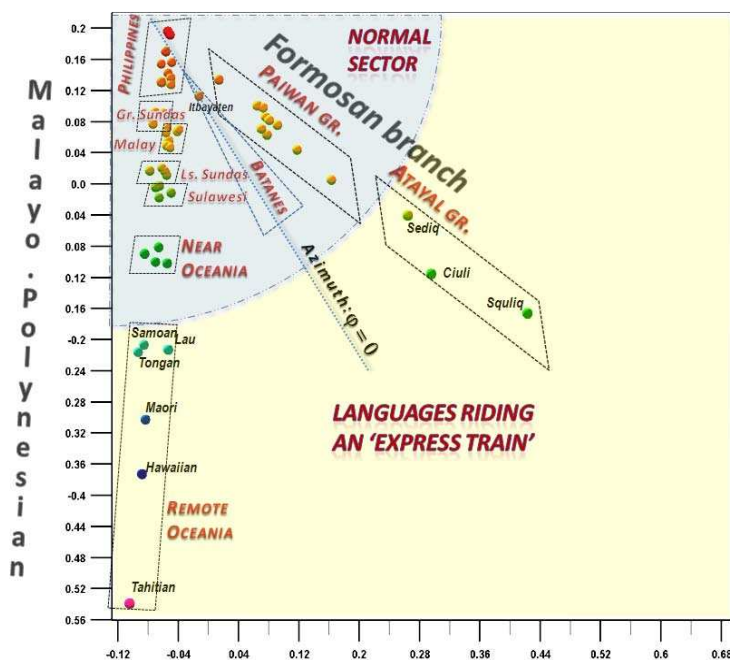 Malayo.Polynesian
0.2
0.16
0.12
0.08
0.04
0.0
0.04
0.08
0.12
0.16
-0.2
0.24
0.28
0.32
0.36
-0.4
0.44
0.48
0.52
0.56
PHILIPPINES
NORMAL
SECTOR
Formosan branch
PAIWAN GR.
Itbayaten
Gr. Sundas
Malay
BATANES
ATAYAL GR.
Ls. Sundas
Sulawesi
Sediq
NEAR
OCEANIA
Ciuli
Azimuth:φ=0
Squliq
Samoan
Lau
Tongan
Maori
LANGUAGES RIDING
AN 'EXPRESS TRAIN'
Hawaiian
REMOTE
OCEANIA
Tahitian
-0.12 -0.04 0.04 0.12 0.2 0.28 0.36 0.44 0.52 0.6 0.68